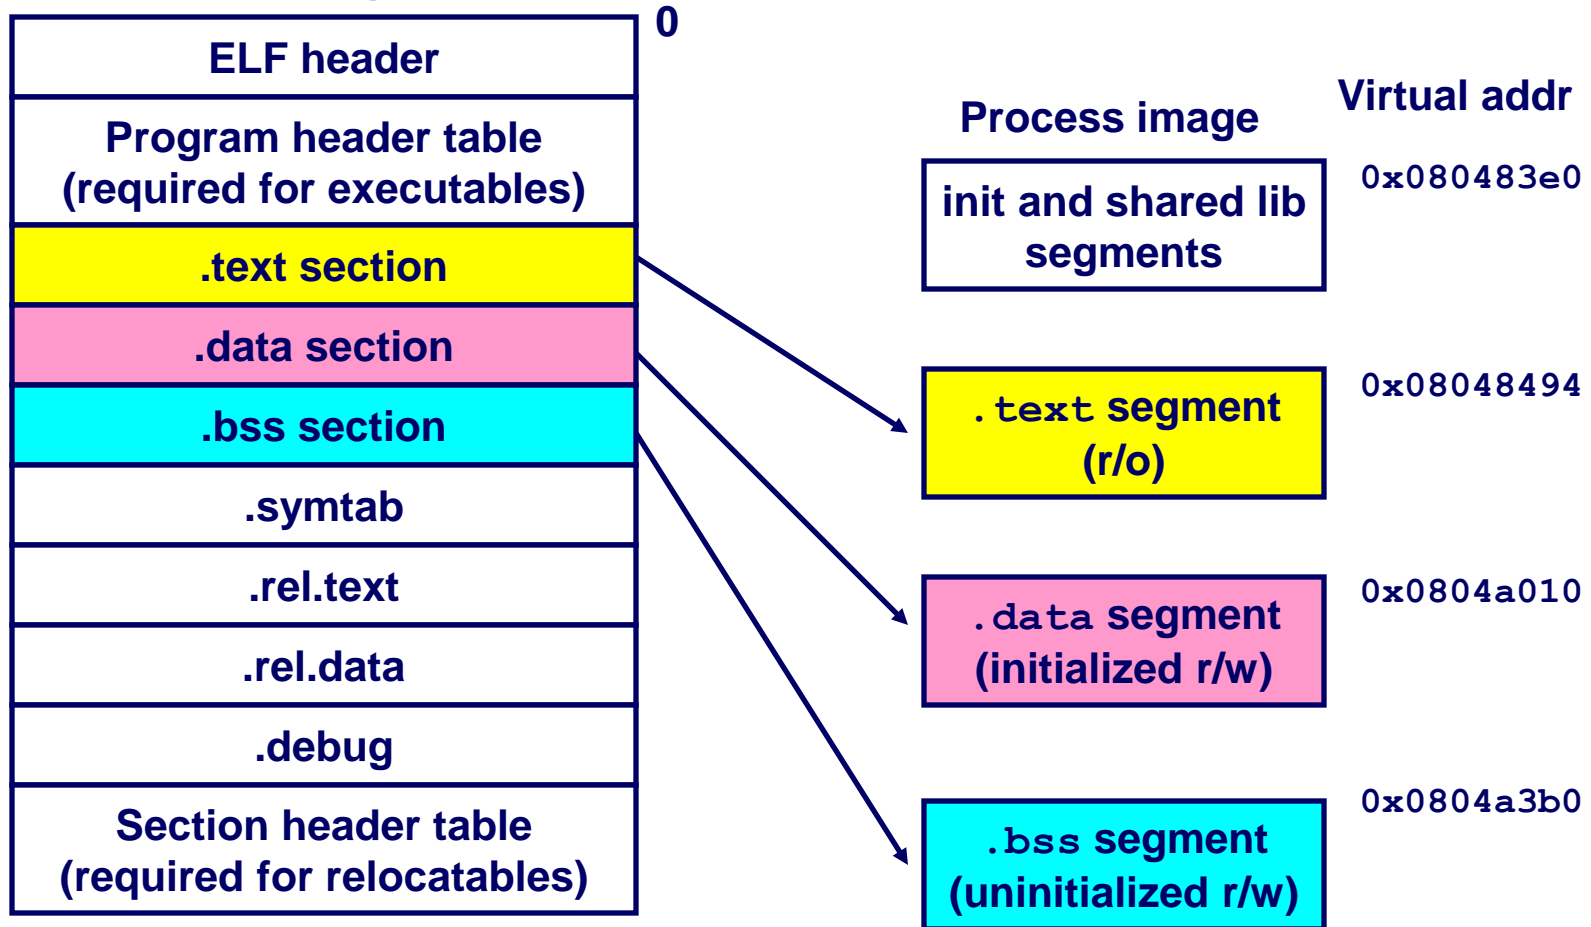 0
ELF header
Program header table
(required for executables)
.text section
.data section
.bss section
.symtab
.rel.text
.rel.data
.debug
Section header table
(required for relocatables)
Process image
Virtual addr
init and shared lib
segments
0x080483e0
.text segment
(r/o)
0x08048494
.data segment
(initialized r/w)
0x0804a010
.bss segment
(uninitialized r/w)
0x0804a3b0